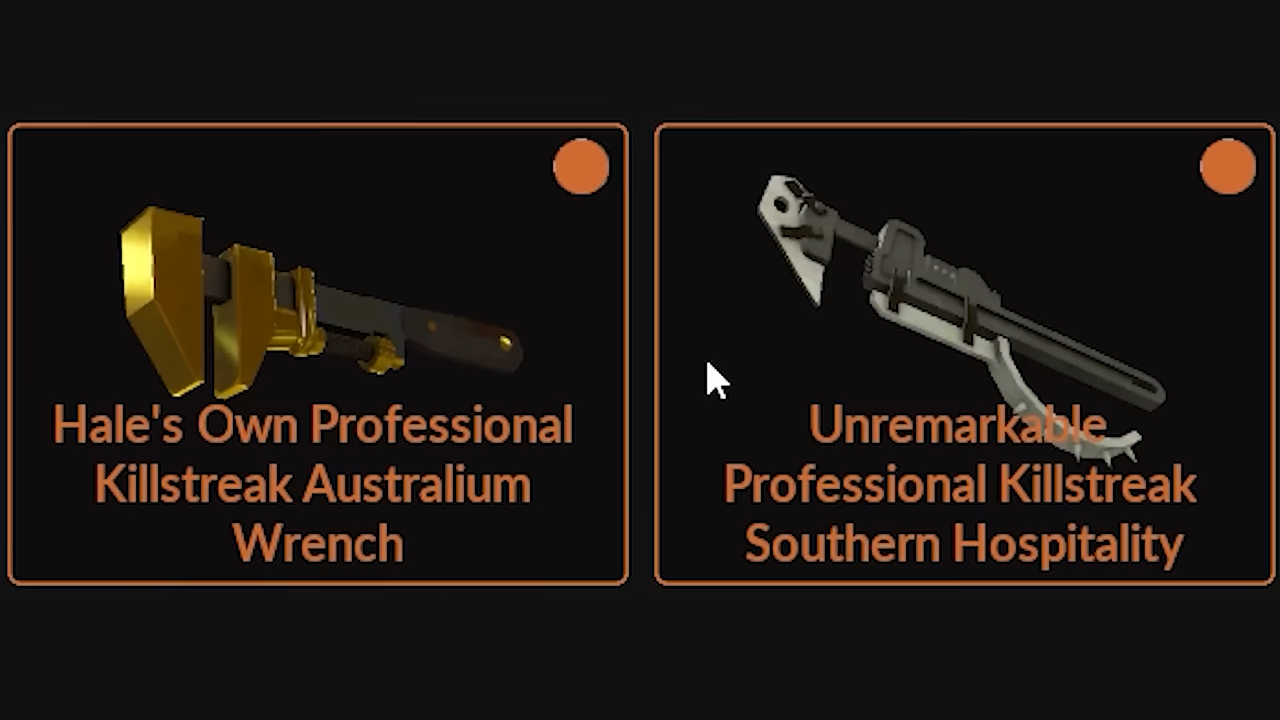 Hale's Own Professional
Killstreak Australium
Wrench
Unremarkable
Professional Killstreak
Southern Hospitality